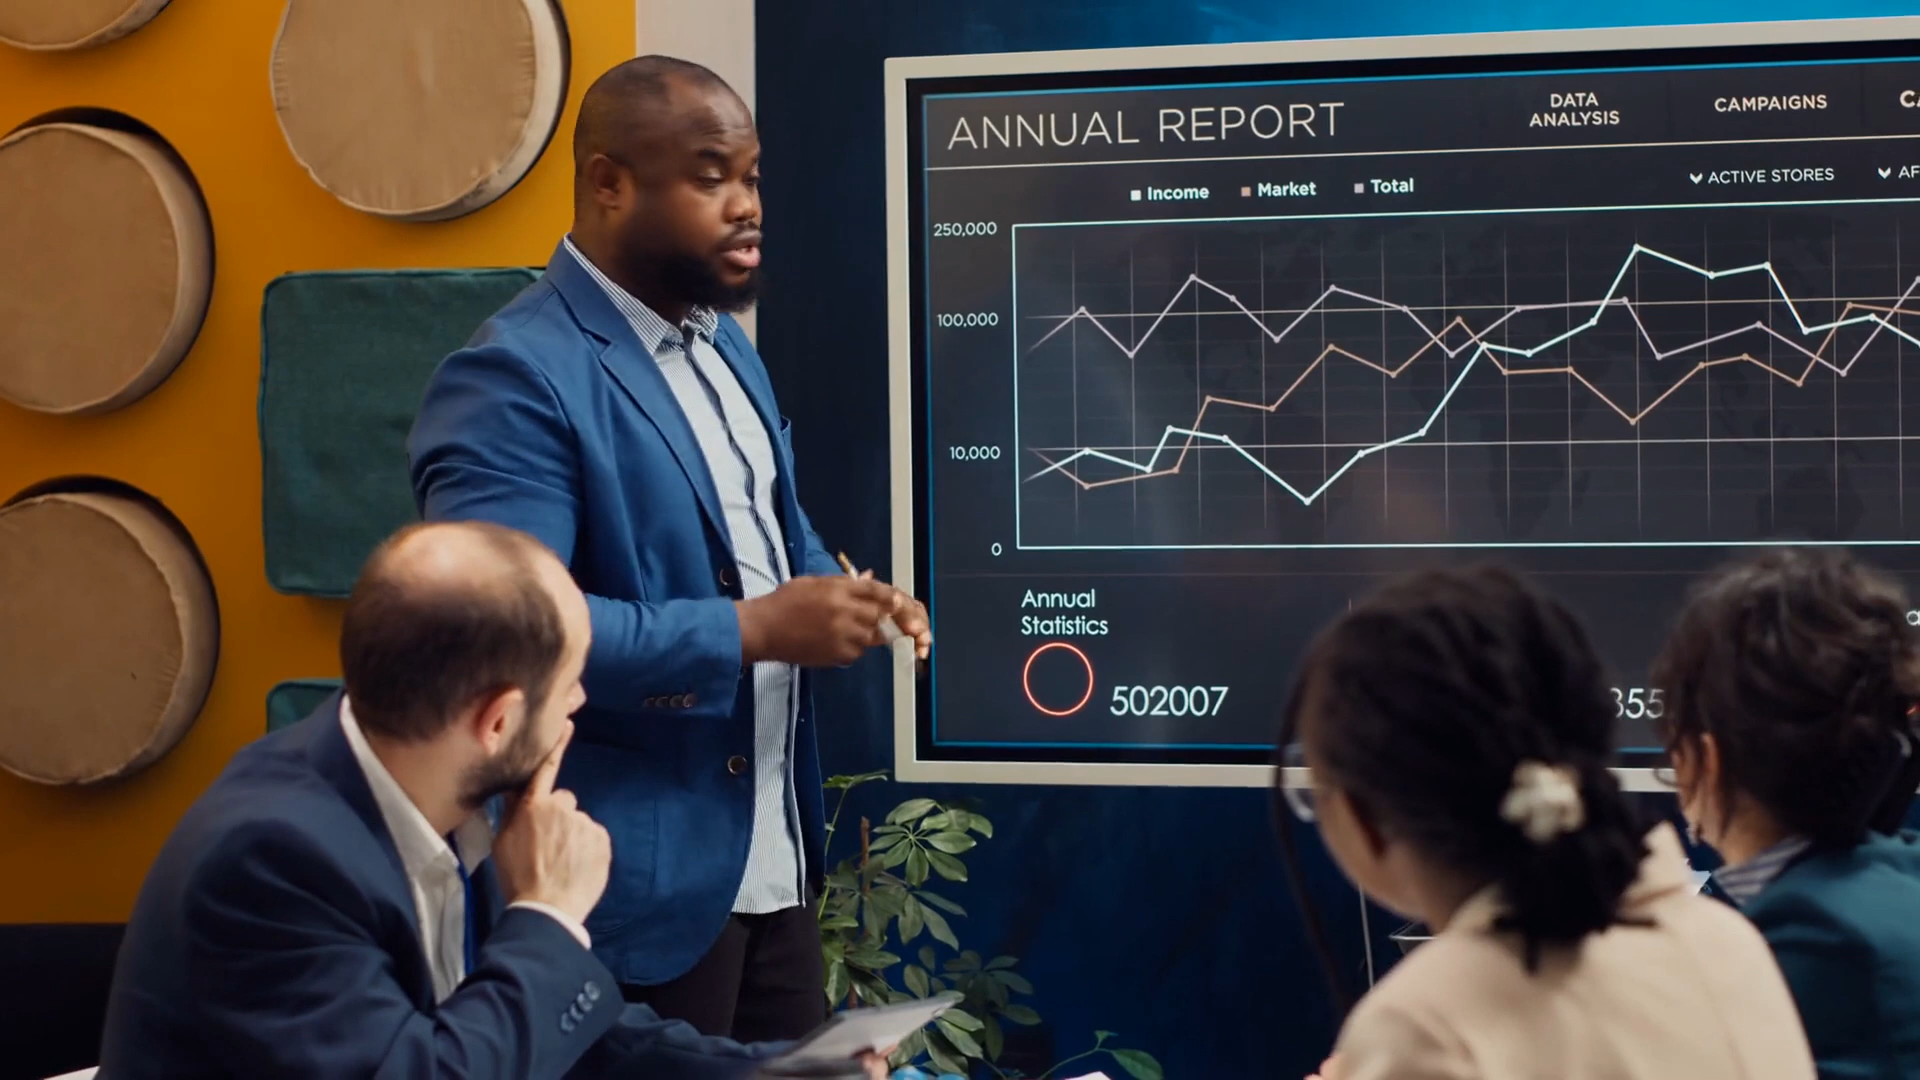 ANNUAL REPORT
DATA
ANALYSIS
CAMPAIGNS
Income
Market
Total
ACTIVE STORES
250,000
100,000
10,000
0
Annual
Statistics
502007